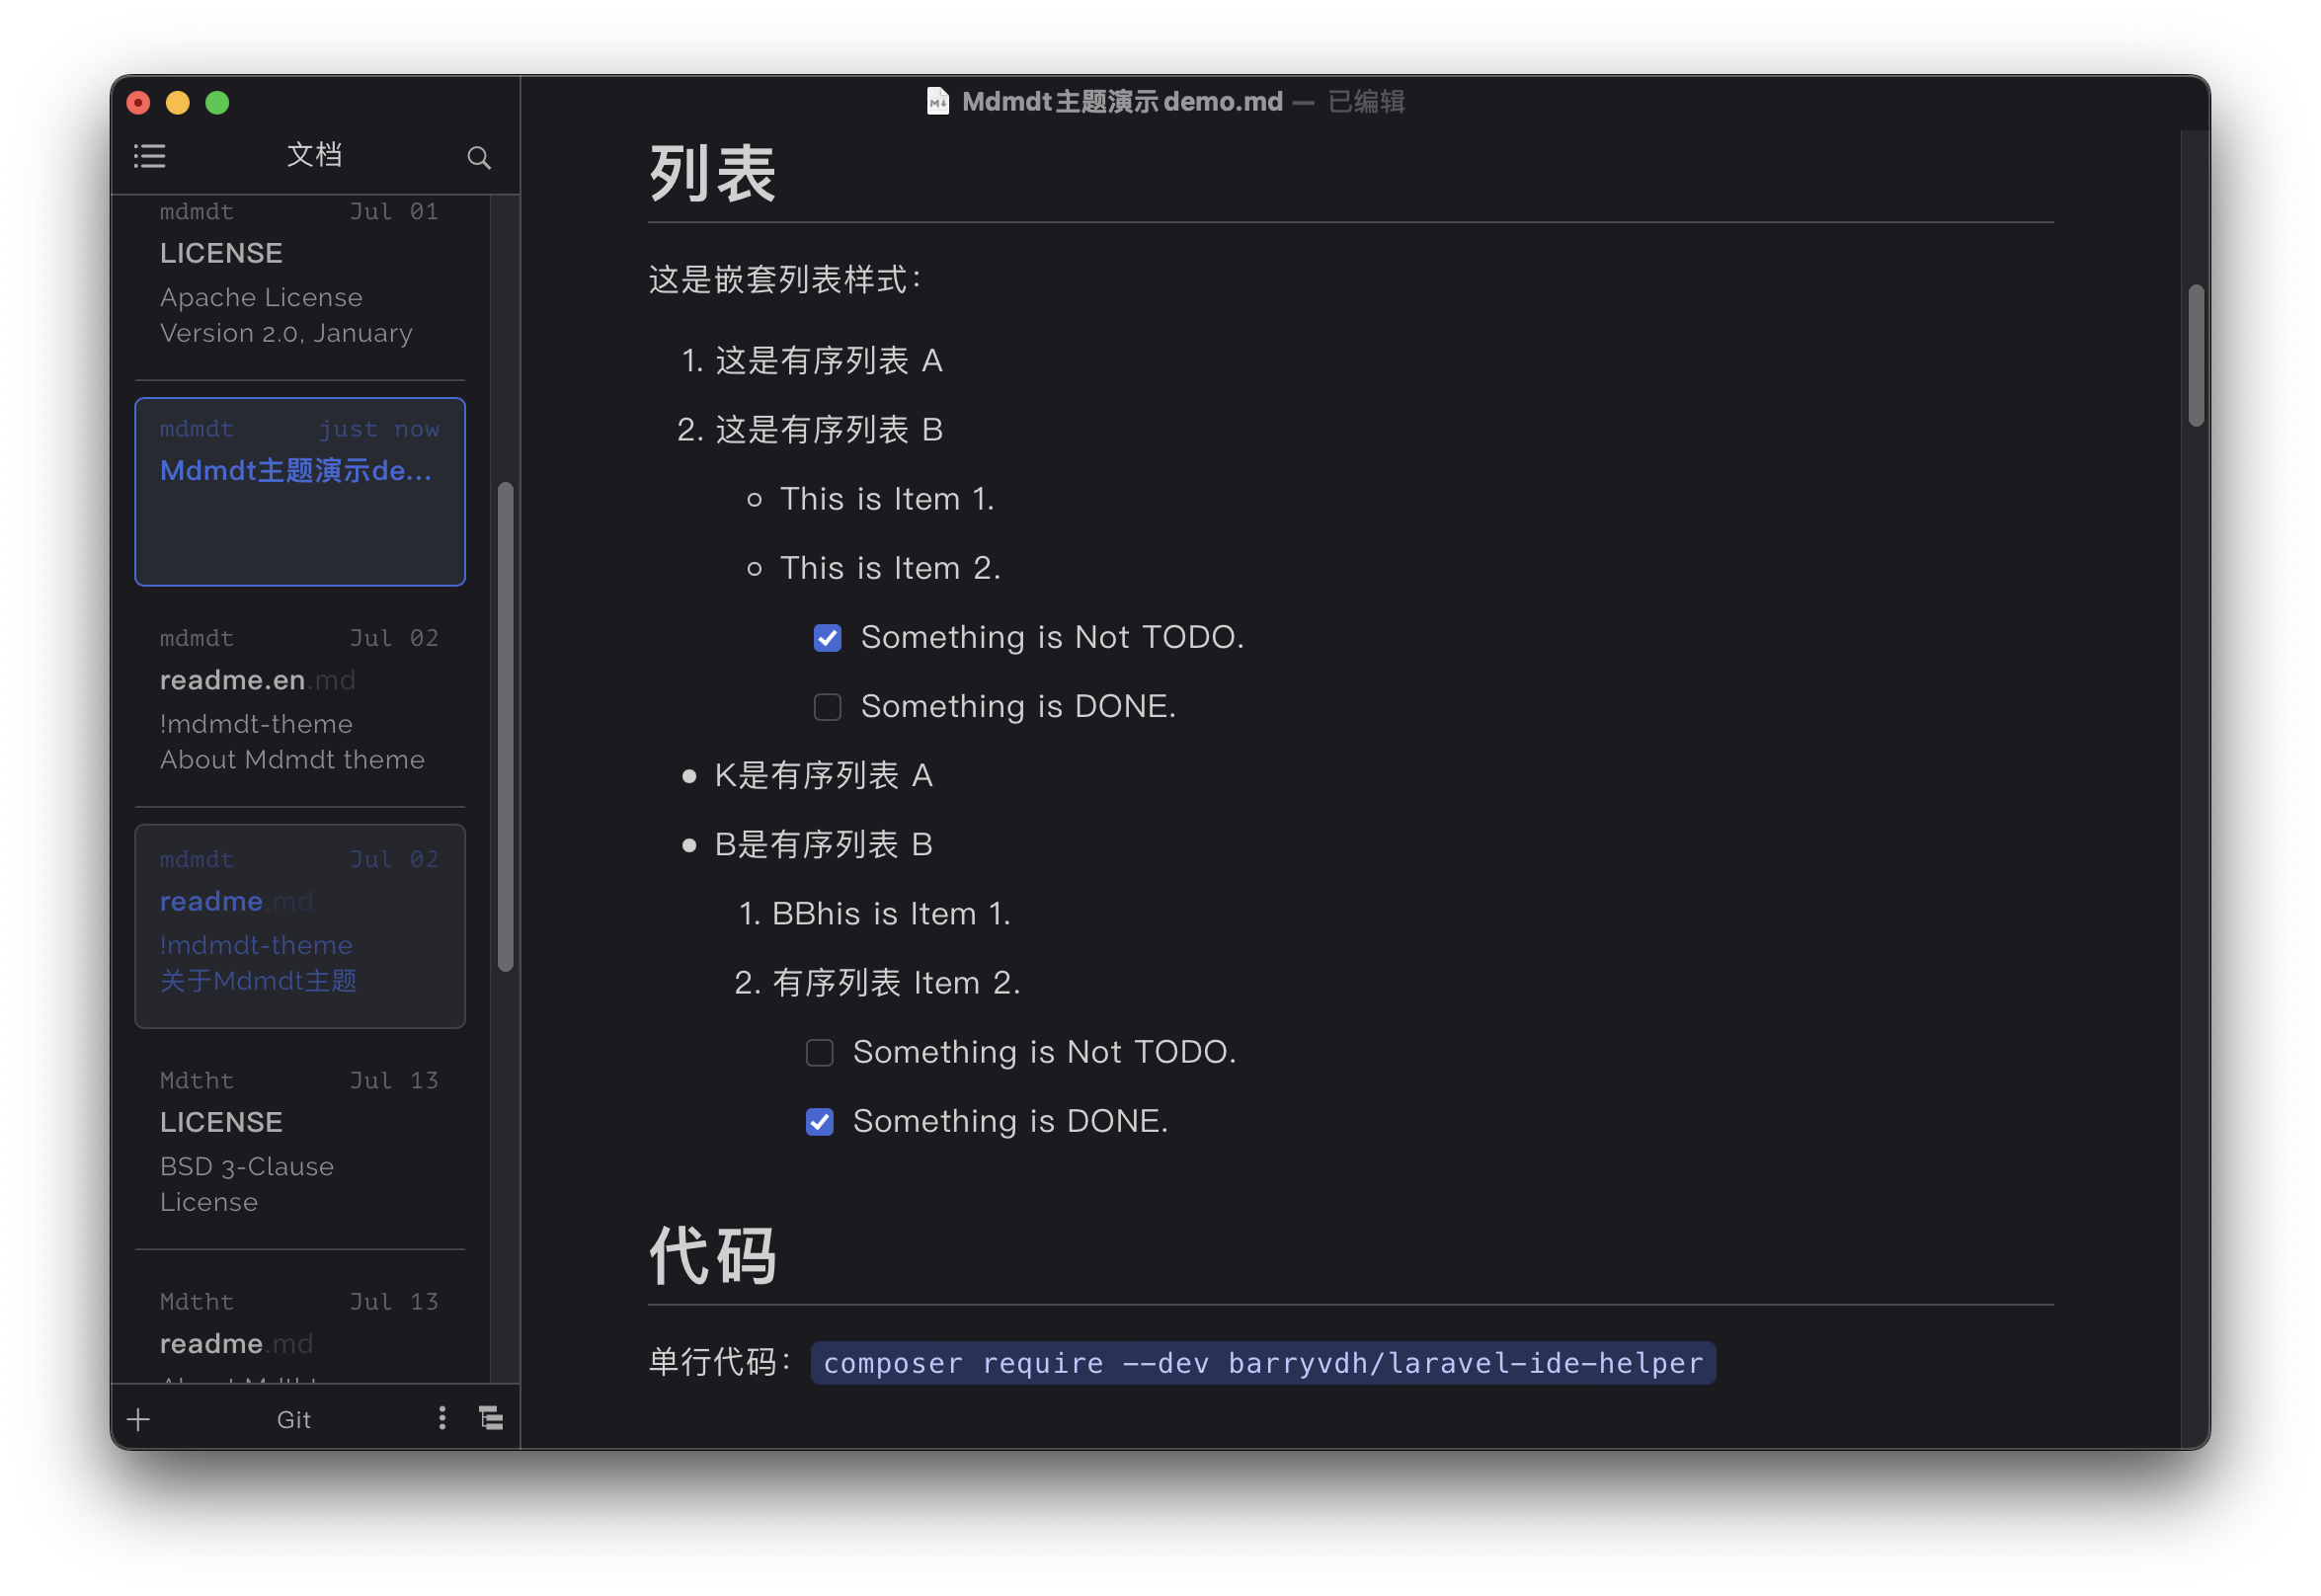 Mdmdt主题演示demo.md — 已编辑
文档
mdmdt Jul 01
LICENSE
Apache License
Version 2.0, January
mdmdt just now
Mdmdt主题演示de...
mdmdt Jul 02
readme.en.md
!mdmdt-theme
About Mdmdt theme
mdmdt Jul 02
readme.md
!mdmdt-theme
关于Mdmdt主题
Mdtht Jul 13
LICENSE
BSD 3-Clause
License
Mdtht Jul 13
readme.md
Git
列表
这是嵌套列表样式：
1. 这是有序列表 A
2. 这是有序列表 B
This is Item 1.
This is Item 2.
Something is Not TODO.
Something is DONE.
K是有序列表 A
B是有序列表 B
1. BBhis is Item 1.
2. 有序列表 Item 2.
Something is Not TODO.
Something is DONE.
代码
单行代码： composer require --dev barryvdh/laravel-ide-helper